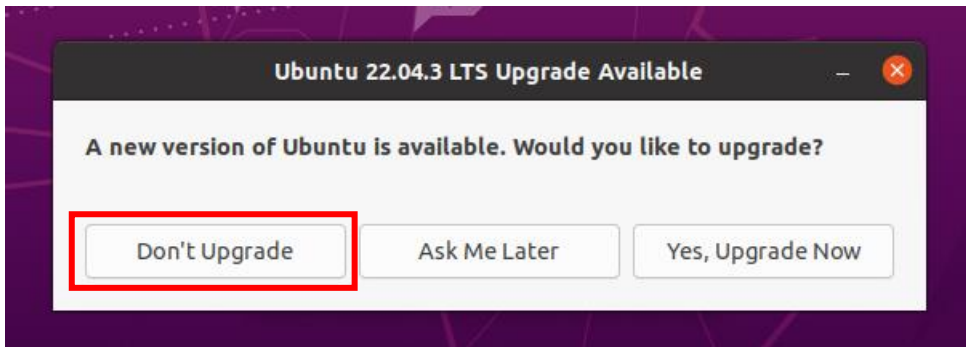 Ubuntu 22.04.3 LTS Upgrade Available
A new version of Ubuntu is available. Would you like to upgrade?
Don't Upgrade Ask Me Later Yes, Upgrade Now